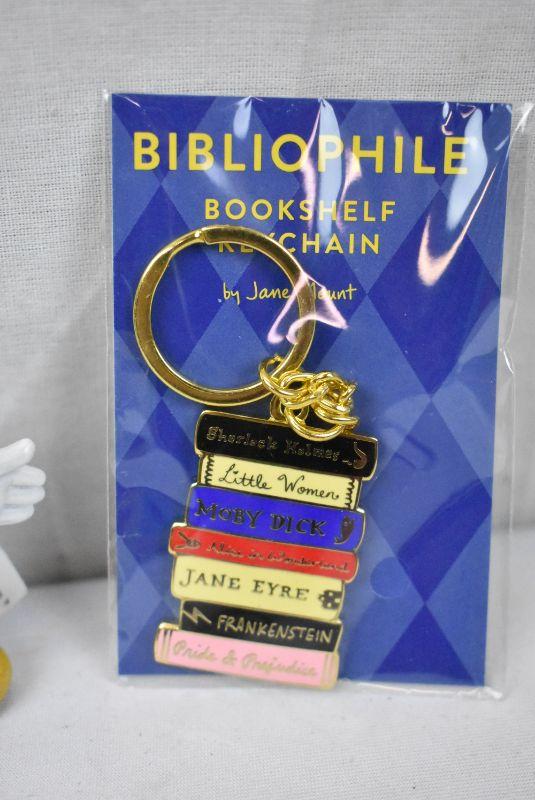 BIBLIOPHILE
BOOKSHELF
KEYCHAIN
by Jane Mount
Sherlock Holmes
Little Women
MOBY DICK
Alice in Wonderland
JANE EYRE
FRANKENSTEIN
Pride & Prejudice